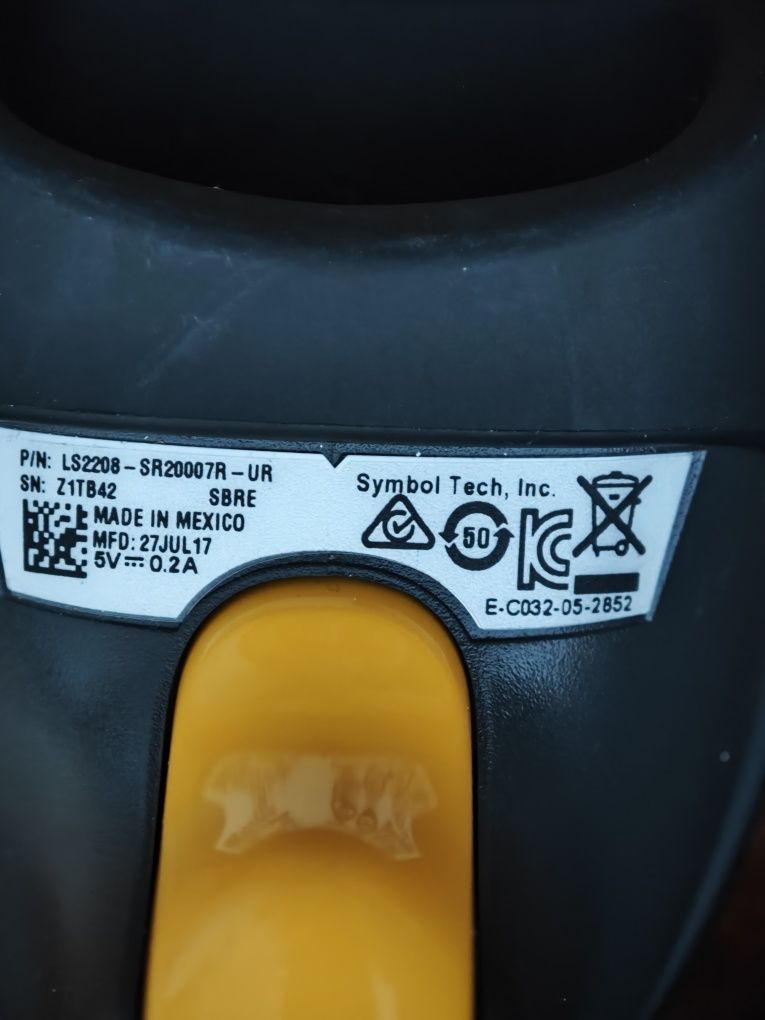 P/N: LS2208-SR20007R-UR
SN: Z1TB42 SBRE
MADE IN MEXICO
MFD: 27JUL17
5V⎓0.2A
Symbol Tech, Inc.
50
KC
E-C032-05-2852